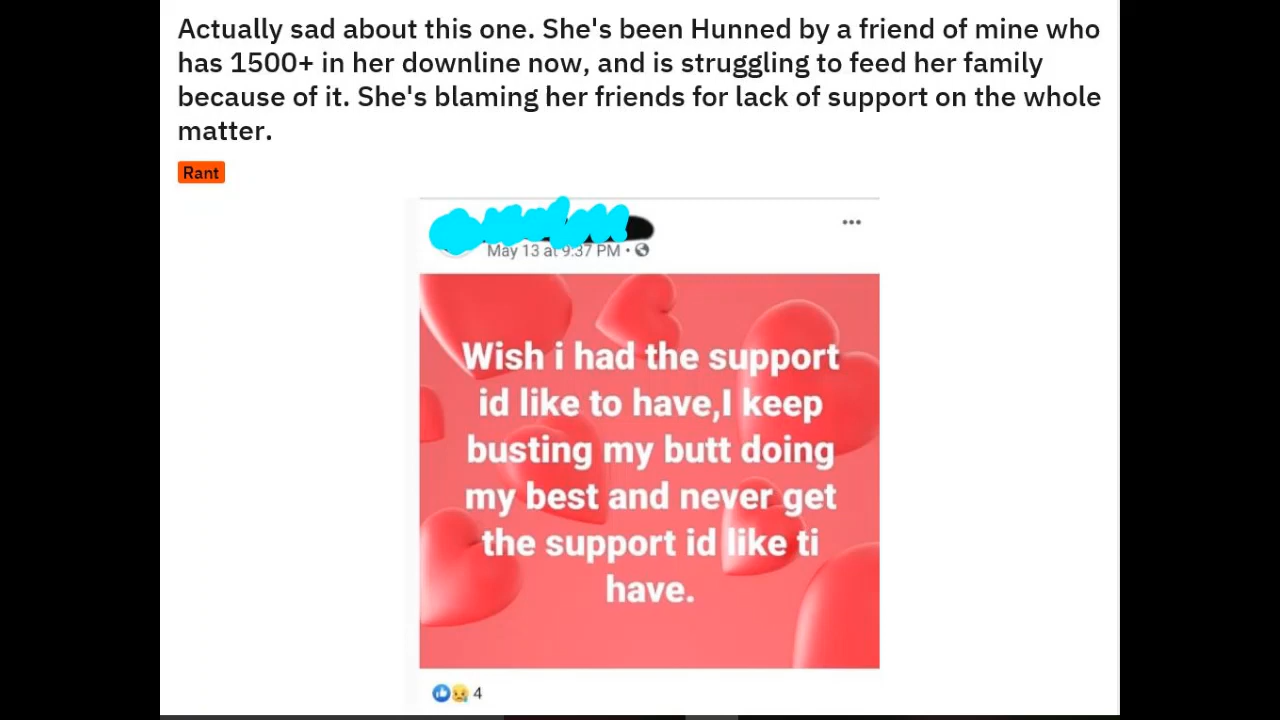 Actually sad about this one. She's been Hunned by a friend of mine who
has 1500+ in her downline now, and is struggling to feed her family
because of it. She's blaming her friends for lack of support on the whole
matter.
Rant
May 13 at 9:37 PM
Wish i had the support
id like to have,I keep
busting my butt doing
my best and never get
the support id like ti
have.
4